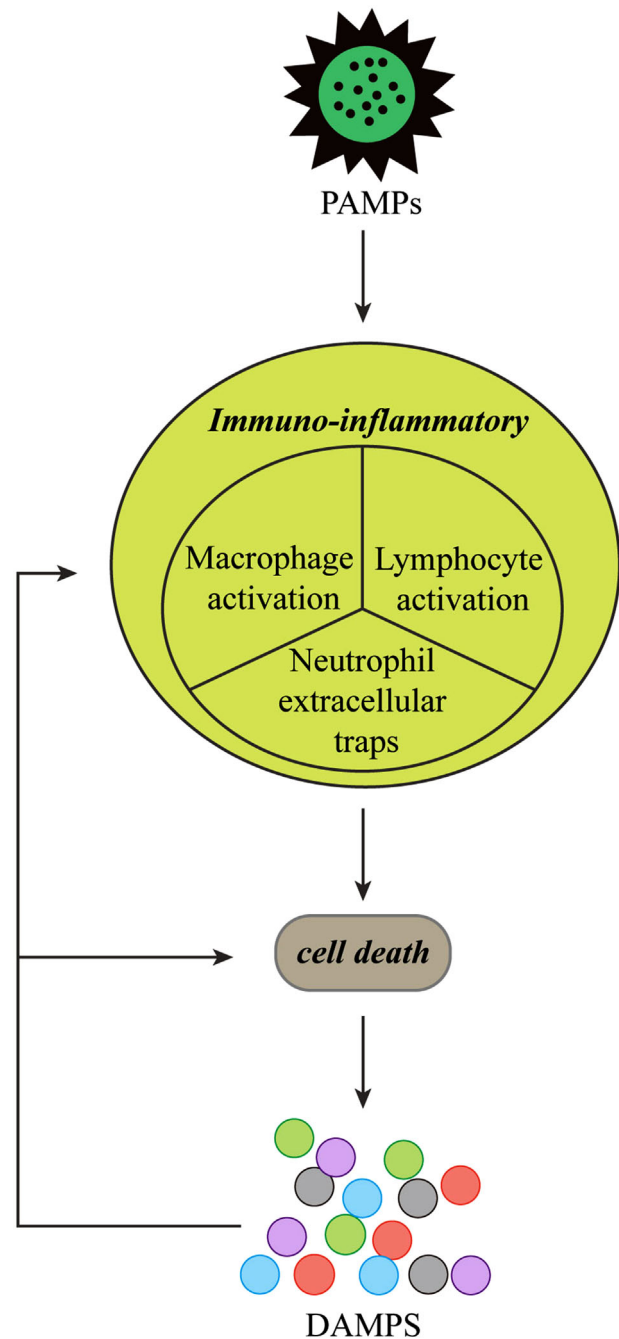 PAMPs
Immuno-inflammatory
Macrophage
activation
Lymphocyte
activation
Neutrophil
extracellular
traps
cell death
DAMPS